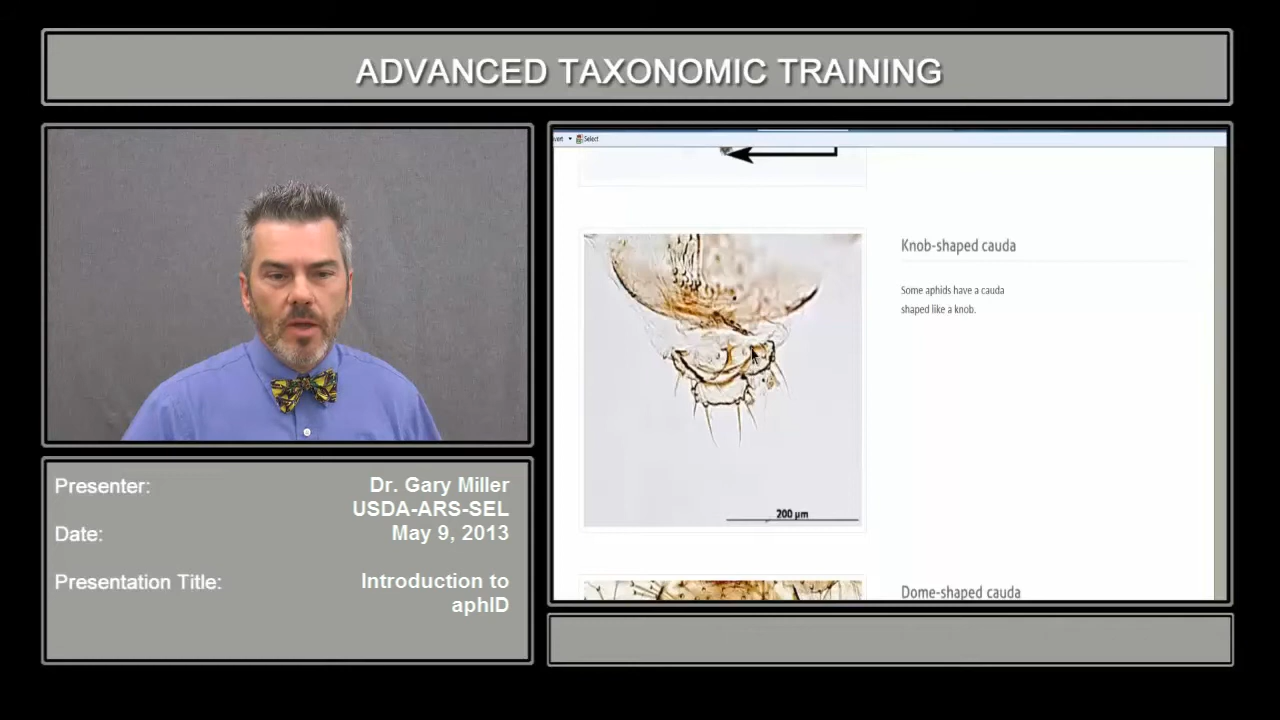 ADVANCED TAXONOMIC TRAINING
Select
Knob-shaped cauda
Some aphids have a cauda
shaped like a knob.
200 µm
Dome-shaped cauda
Presenter: Dr. Gary Miller
USDA-ARS-SEL
Date: May 9, 2013
Presentation Title: Introduction to
aphID